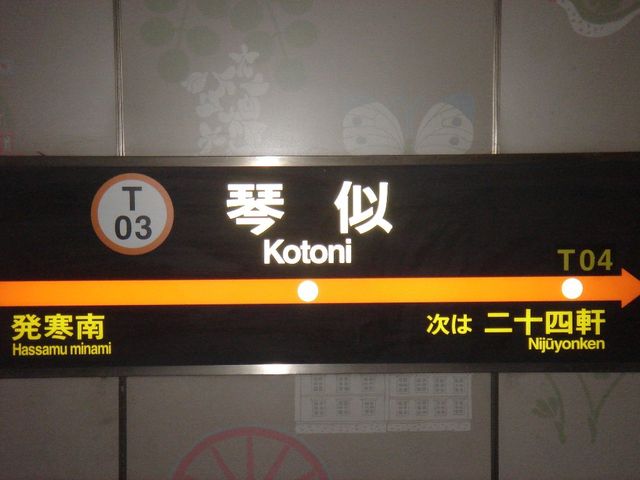 T
03
琴似
Kotoni
T04
発寒南
Hassamu minami
次は 二十四軒
Nijūyonken